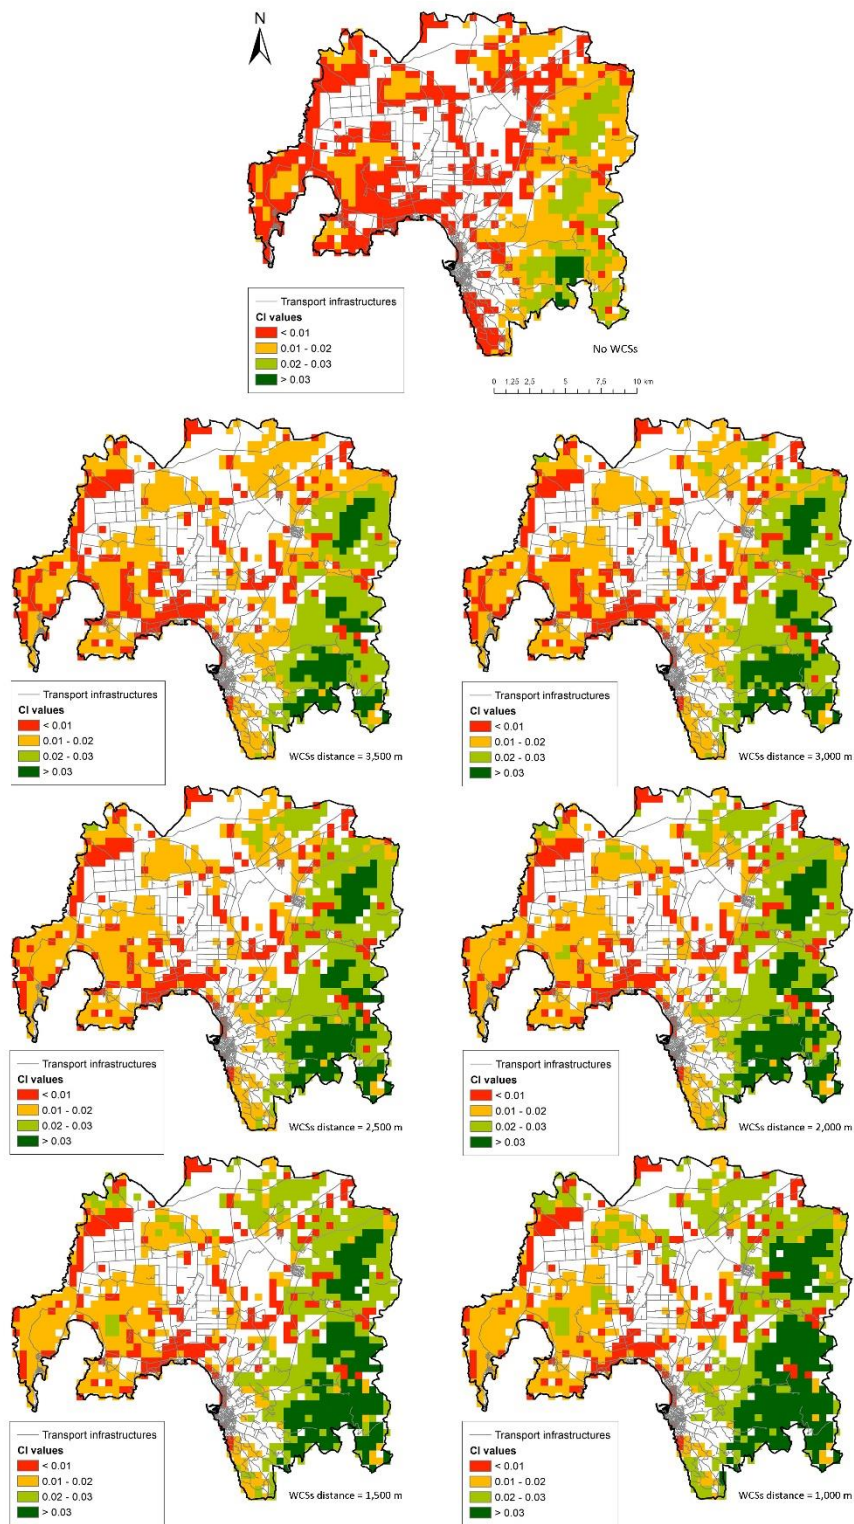 N
Transport infrastructures
CI values
< 0.01
0.01 - 0.02
0.02 - 0.03
> 0.03
No WCSs
0 1,25 2,5 5 7,5 10 km
Transport infrastructures
CI values
< 0.01
0.01 - 0.02
0.02 - 0.03
> 0.03
WCSs distance = 3,500 m
Transport infrastructures
CI values
< 0.01
0.01 - 0.02
0.02 - 0.03
> 0.03
WCSs distance = 3,000 m
Transport infrastructures
CI values
< 0.01
0.01 - 0.02
0.02 - 0.03
> 0.03
WCSs distance = 2,500 m
Transport infrastructures
CI values
< 0.01
0.01 - 0.02
0.02 - 0.03
> 0.03
WCSs distance = 2,000 m
Transport infrastructures
CI values
< 0.01
0.01 - 0.02
0.02 - 0.03
> 0.03
WCSs distance = 1,500 m
Transport infrastructures
CI values
< 0.01
0.01 - 0.02
0.02 - 0.03
> 0.03
WCSs distance = 1,000 m